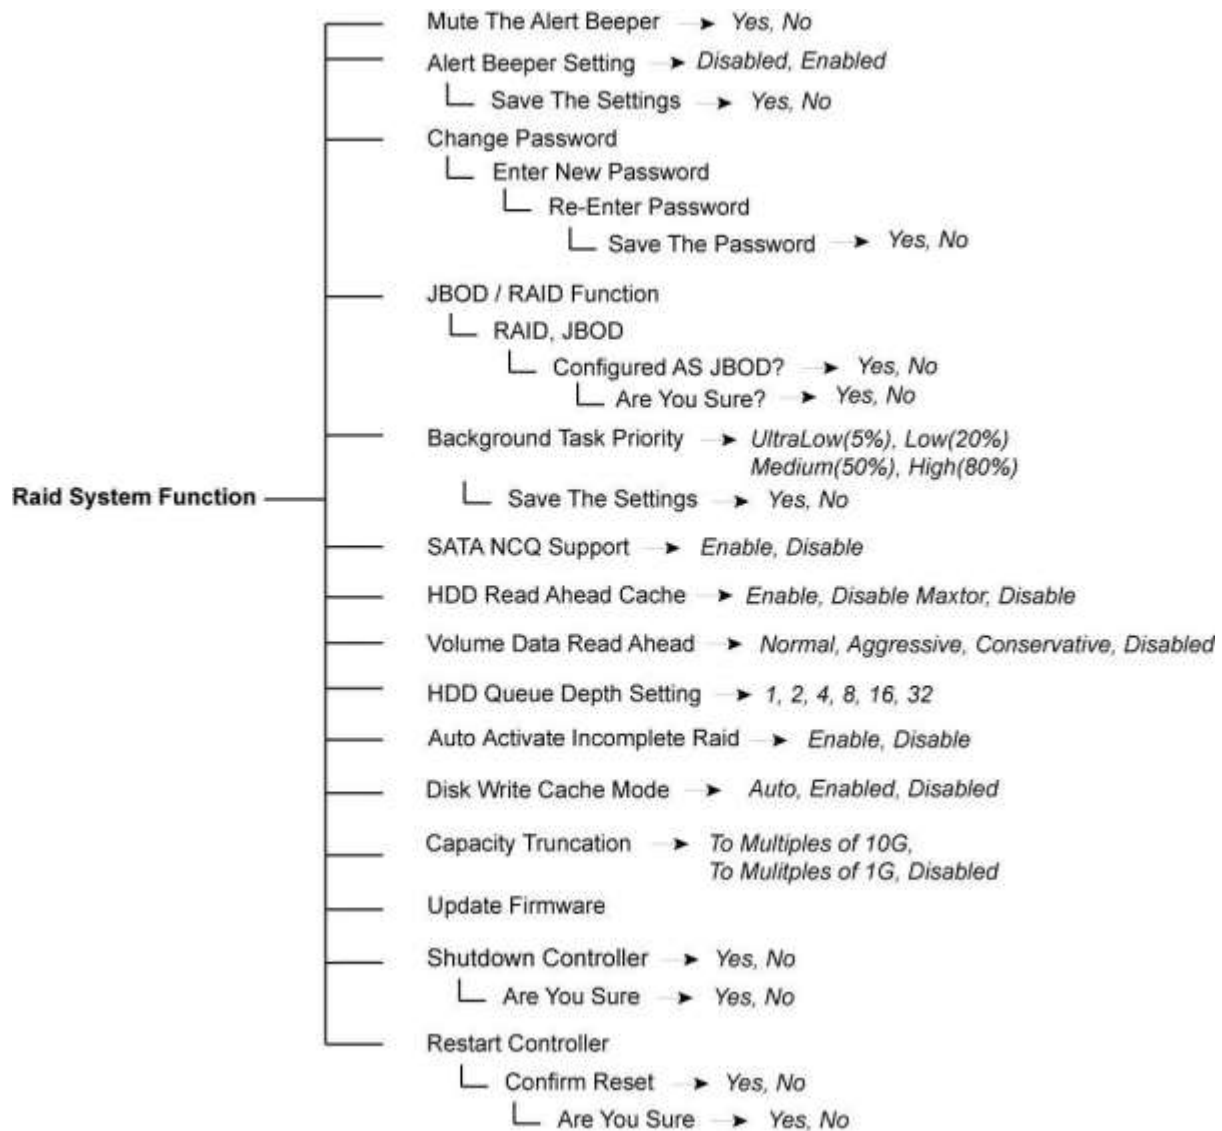 Mute The Alert Beeper Yes, No
Alert Beeper Setting Disabled, Enabled
Save The Settings Yes, No
Change Password
Enter New Password
Re-Enter Password
Save The Password Yes, No
JBOD / RAID Function
RAID, JBOD
Configured AS JBOD? Yes, No
Are You Sure? Yes, No
Background Task Priority UltraLow(5%), Low(20%)
Medium(50%), High(80%)
Raid System Function
Save The Settings Yes, No
SATA NCQ Support Enable, Disable
HDD Read Ahead Cache Enable, Disable Maxtor, Disable
Volume Data Read Ahead Normal, Aggressive, Conservative, Disabled
HDD Queue Depth Setting 1, 2, 4, 8, 16, 32
Auto Activate Incomplete Raid Enable, Disable
Disk Write Cache Mode Auto, Enabled, Disabled
Capacity Truncation To Multiples of 10G,
To Mulitples of 1G, Disabled
Update Firmware
Shutdown Controller Yes, No
Are You Sure Yes, No
Restart Controller
Confirm Reset Yes, No
Are You Sure Yes, No